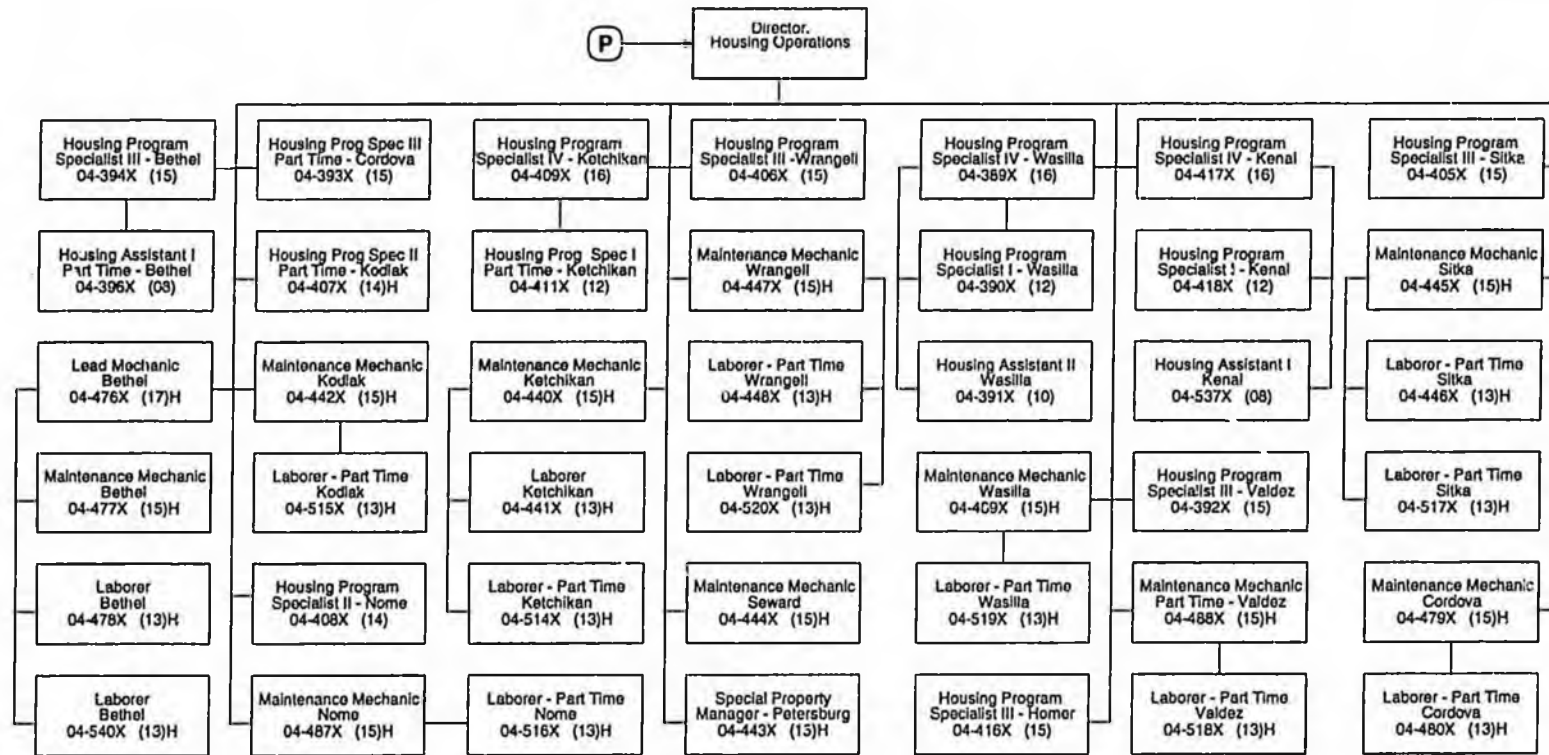 Director,
Housing Operations
P
Housing Program
Specialist III - Bethel
04-394X (15)
Housing Prog Spec III
Part Time - Cordova
04-393X (15)
Housing Program
Specialist IV - Ketchikan
04-409X (16)
Housing Program
Specialist III -Wrangell
04-406X (15)
Housing Program
Specialist IV - Wasilla
04-389X (16)
Housing Program
Specialist IV - Kenai
04-417X (16)
Housing Program
Specialist III - Sitka
04-405X (15)
Housing Assistant I
Part Time - Bethel
04-396X (08)
Housing Prog Spec II
Part Time - Kodiak
04-407X (14)H
Housing Prog Spec I
Part Time - Ketchikan
04-411X (12)
Maintenance Mechanic
Wrangell
04-447X (15)H
Housing Program
Specialist I - Wasilla
04-390X (12)
Housing Program
Specialist I - Kenai
04-418X (12)
Maintenance Mechanic
Sitka
04-445X (15)H
Lead Mechanic
Bethel
04-476X (17)H
Maintenance Mechanic
Kodiak
04-442X (15)H
Maintenance Mechanic
Ketchikan
04-440X (15)H
Laborer - Part Time
Wrangell
04-448X (13)H
Housing Assistant II
Wasilla
04-391X (10)
Housing Assistant I
Kenai
04-537X (08)
Laborer - Part Time
Sitka
04-446X (13)H
Maintenance Mechanic
Bethel
04-477X (15)H
Laborer - Part Time
Kodiak
04-515X (13)H
Laborer
Ketchikan
04-441X (13)H
Laborer - Part Time
Wrangell
04-520X (13)H
Maintenance Mechanic
Wasilla
(15)H
Housing Program
Specialist III - Valdez
04-392X (15)
Laborer - Part Time
Sitka
04-517X (13)H
Laborer
Bethel
04-478X (13)H
Housing Program
Specialist II - Nome
04-408X (14)
Laborer - Part Time
Ketchikan
04-514X (13)H
Maintenance Mechanic
Seward
04-444X (15)H
Laborer - Part Time
Wasilla
04-519X (13)H
Maintenance Mechanic
Part Time - Valdez
04-488X (15)H
Maintenance Mechanic
Cordova
04-479X (15)H
Laborer
Bethel
04-540X (13)H
Maintenance Mechanic
Nome
04-487X (15)H
Laborer - Part Time
Nome
04-516X (13)H
Special Property
Manager - Petersburg
04-443X (15)H
Housing Program
Specialist III - Homer
04-416X (15)
Laborer - Part Time
Valdez
04-518X (13)H
Laborer - Part Time
Cordova
04-480X (13)H